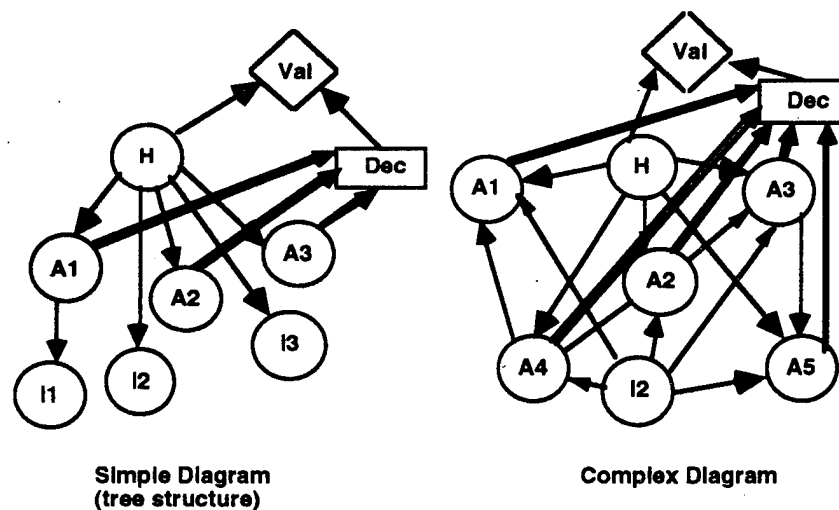 Val
H
Dec
A1
A2
A3
I1
I2
I3
Simple Diagram
(tree structure)
Val
Dec
A1
H
A3
A2
A4
I2
A5
Complex Diagram